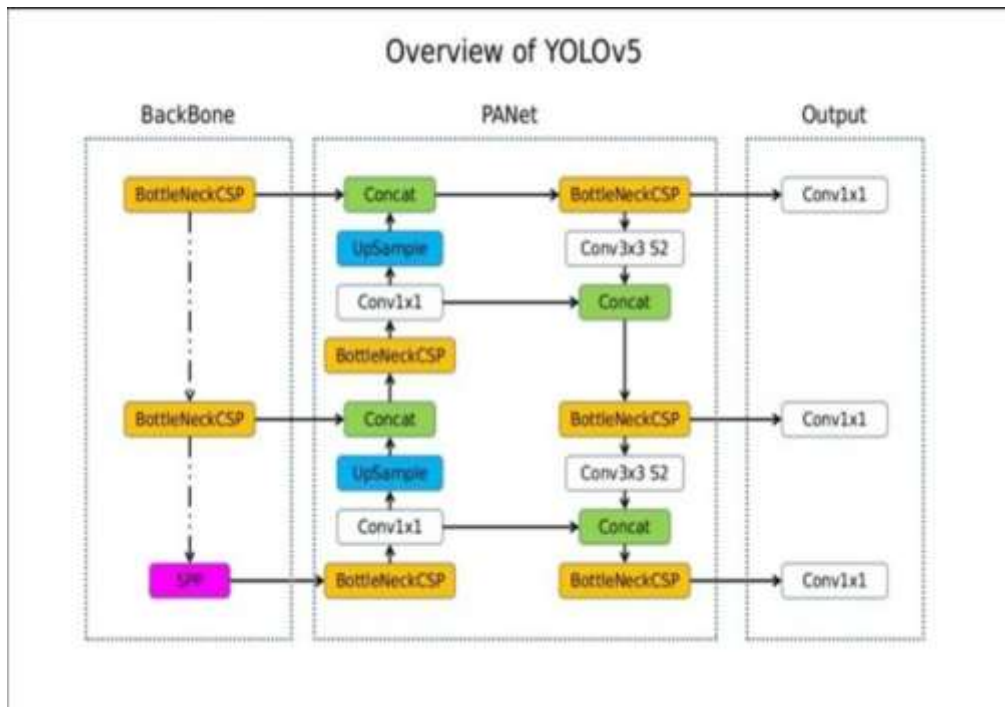 Overview of YOLOv5
BackBone
PANet
Output
BottleNeckCSP
Concat
BottleNeckCSP
Conv1x1
UpSample
Conv3x3 S2
Conv1x1
Concat
BottleNeckCSP
BottleNeckCSP
Concat
BottleNeckCSP
Conv1x1
UpSample
Conv3x3 S2
Conv1x1
Concat
SPP
BottleNeckCSP
BottleNeckCSP
Conv1x1